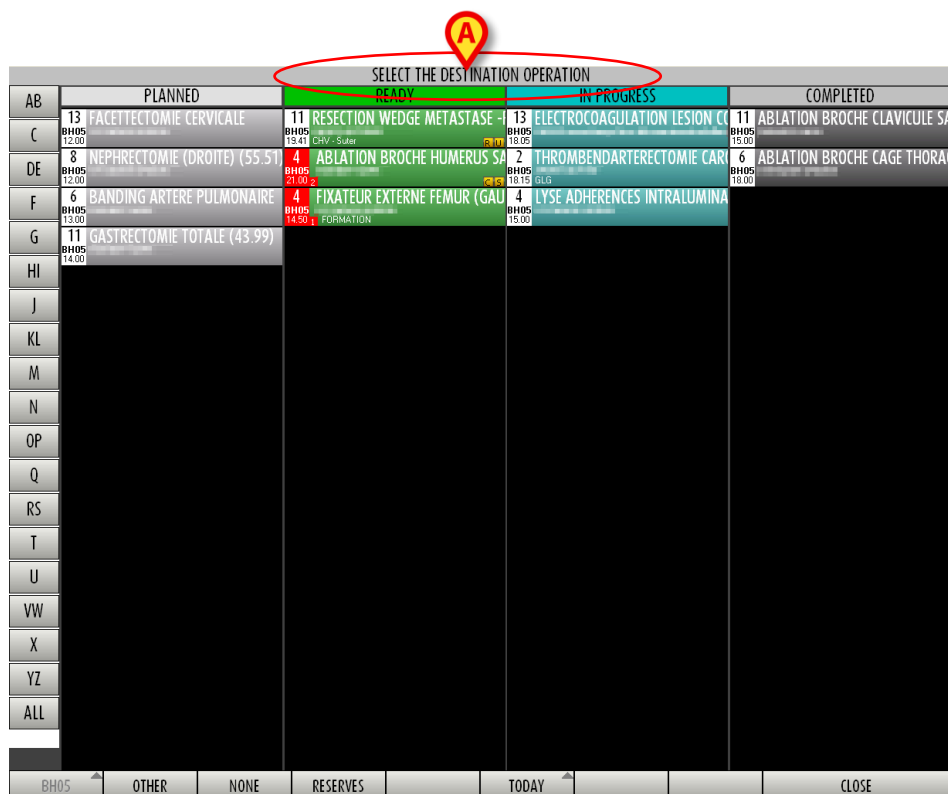 A
SELECT THE DESTINATION OPERATION
PLANNED
READY
IN PROGRESS
COMPLETED
AB
C
DE
F
G
HI
J
KL
M
N
OP
Q
RS
T
U
VW
X
YZ
ALL
13 FACETTECTOMIE CERVICALE
BH05
12.00
8 NEPHRECTOMIE (DROITE) (55.51)
BH05
12.00
6 BANDING ARTERE PULMONAIRE
BH05
13.00
11 GASTRECTOMIE TOTALE (43.99)
BH05
14.00
11 RESECTION WEDGE METASTASE -
BH05
19.41 CHV - Suter R U
4 ABLATION BROCHE HUMERUS SA
BH05
21.00 2 C S
4 FIXATEUR EXTERNE FEMUR (GAU
BH05
14.50 1 FORMATION
13 ELECTROCOAGULATION LESION CO
BH05
18.05
2 THROMBENDARTERECTOMIE CARO
BH05
18.15 GLG
4 LYSE ADHERENCES INTRALUMINA
BH05
15.00
11 ABLATION BROCHE CLAVICULE SA
BH05
15.00
6 ABLATION BROCHE CAGE THORA
BH05
18.00
BH05 OTHER NONE RESERVES TODAY CLOSE